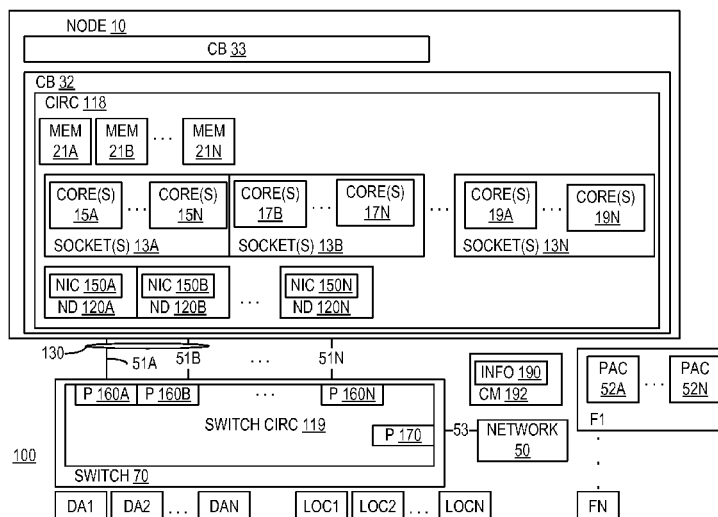 NODE 10
CB 33
CB 32
CIRC 118
MEM 21A MEM 21B ... MEM 21N
CORE(S) 15A ... CORE(S) 15N CORE(S) 17B ... CORE(S) 17N ... CORE(S) 19A ... CORE(S) 19N
SOCKET(S) 13A SOCKET(S) 13B SOCKET(S) 13N
NIC 150A NIC 150B ... NIC 150N
ND 120A ND 120B ND 120N
130 51A 51B ... 51N
P 160A P 160B ... P 160N
SWITCH CIRC 119
P 170
SWITCH 70
100
INFO 190
CM 192
53 NETWORK 50
PAC 52A ... PAC 52N
F1
DA1 DA2 ... DAN LOC1 LOC2 ... LOCN FN